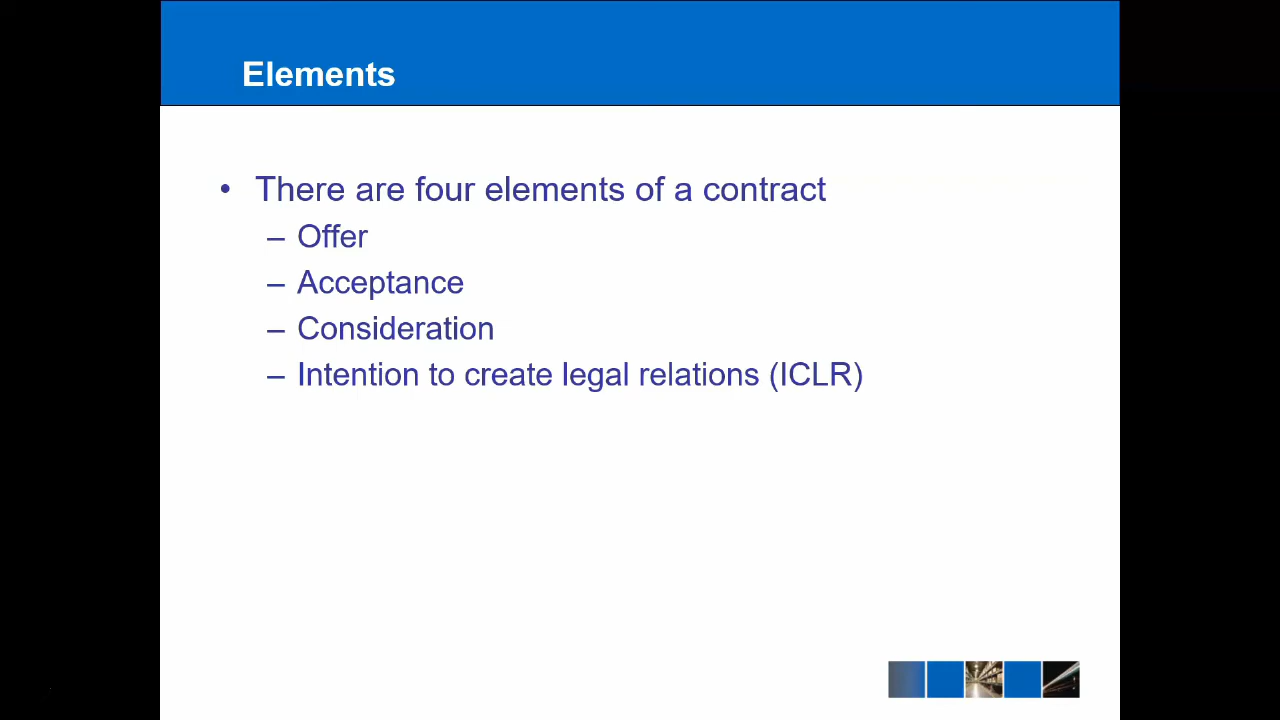 Elements
• There are four elements of a contract
– Offer
– Acceptance
– Consideration
– Intention to create legal relations (ICLR)